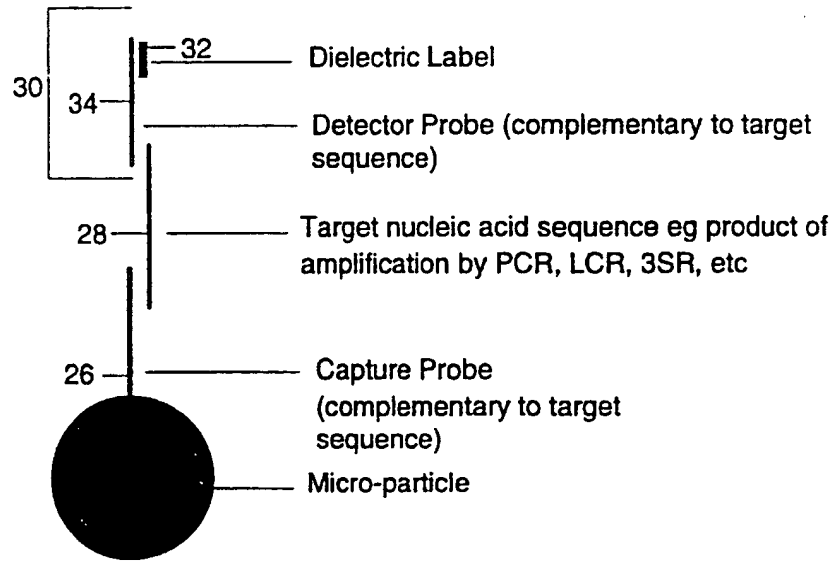 32
Dielectric Label
30
34
Detector Probe (complementary to target
sequence)
28
Target nucleic acid sequence eg product of
amplification by PCR, LCR, 3SR, etc
26
Capture Probe
(complementary to target
sequence)
Micro-particle